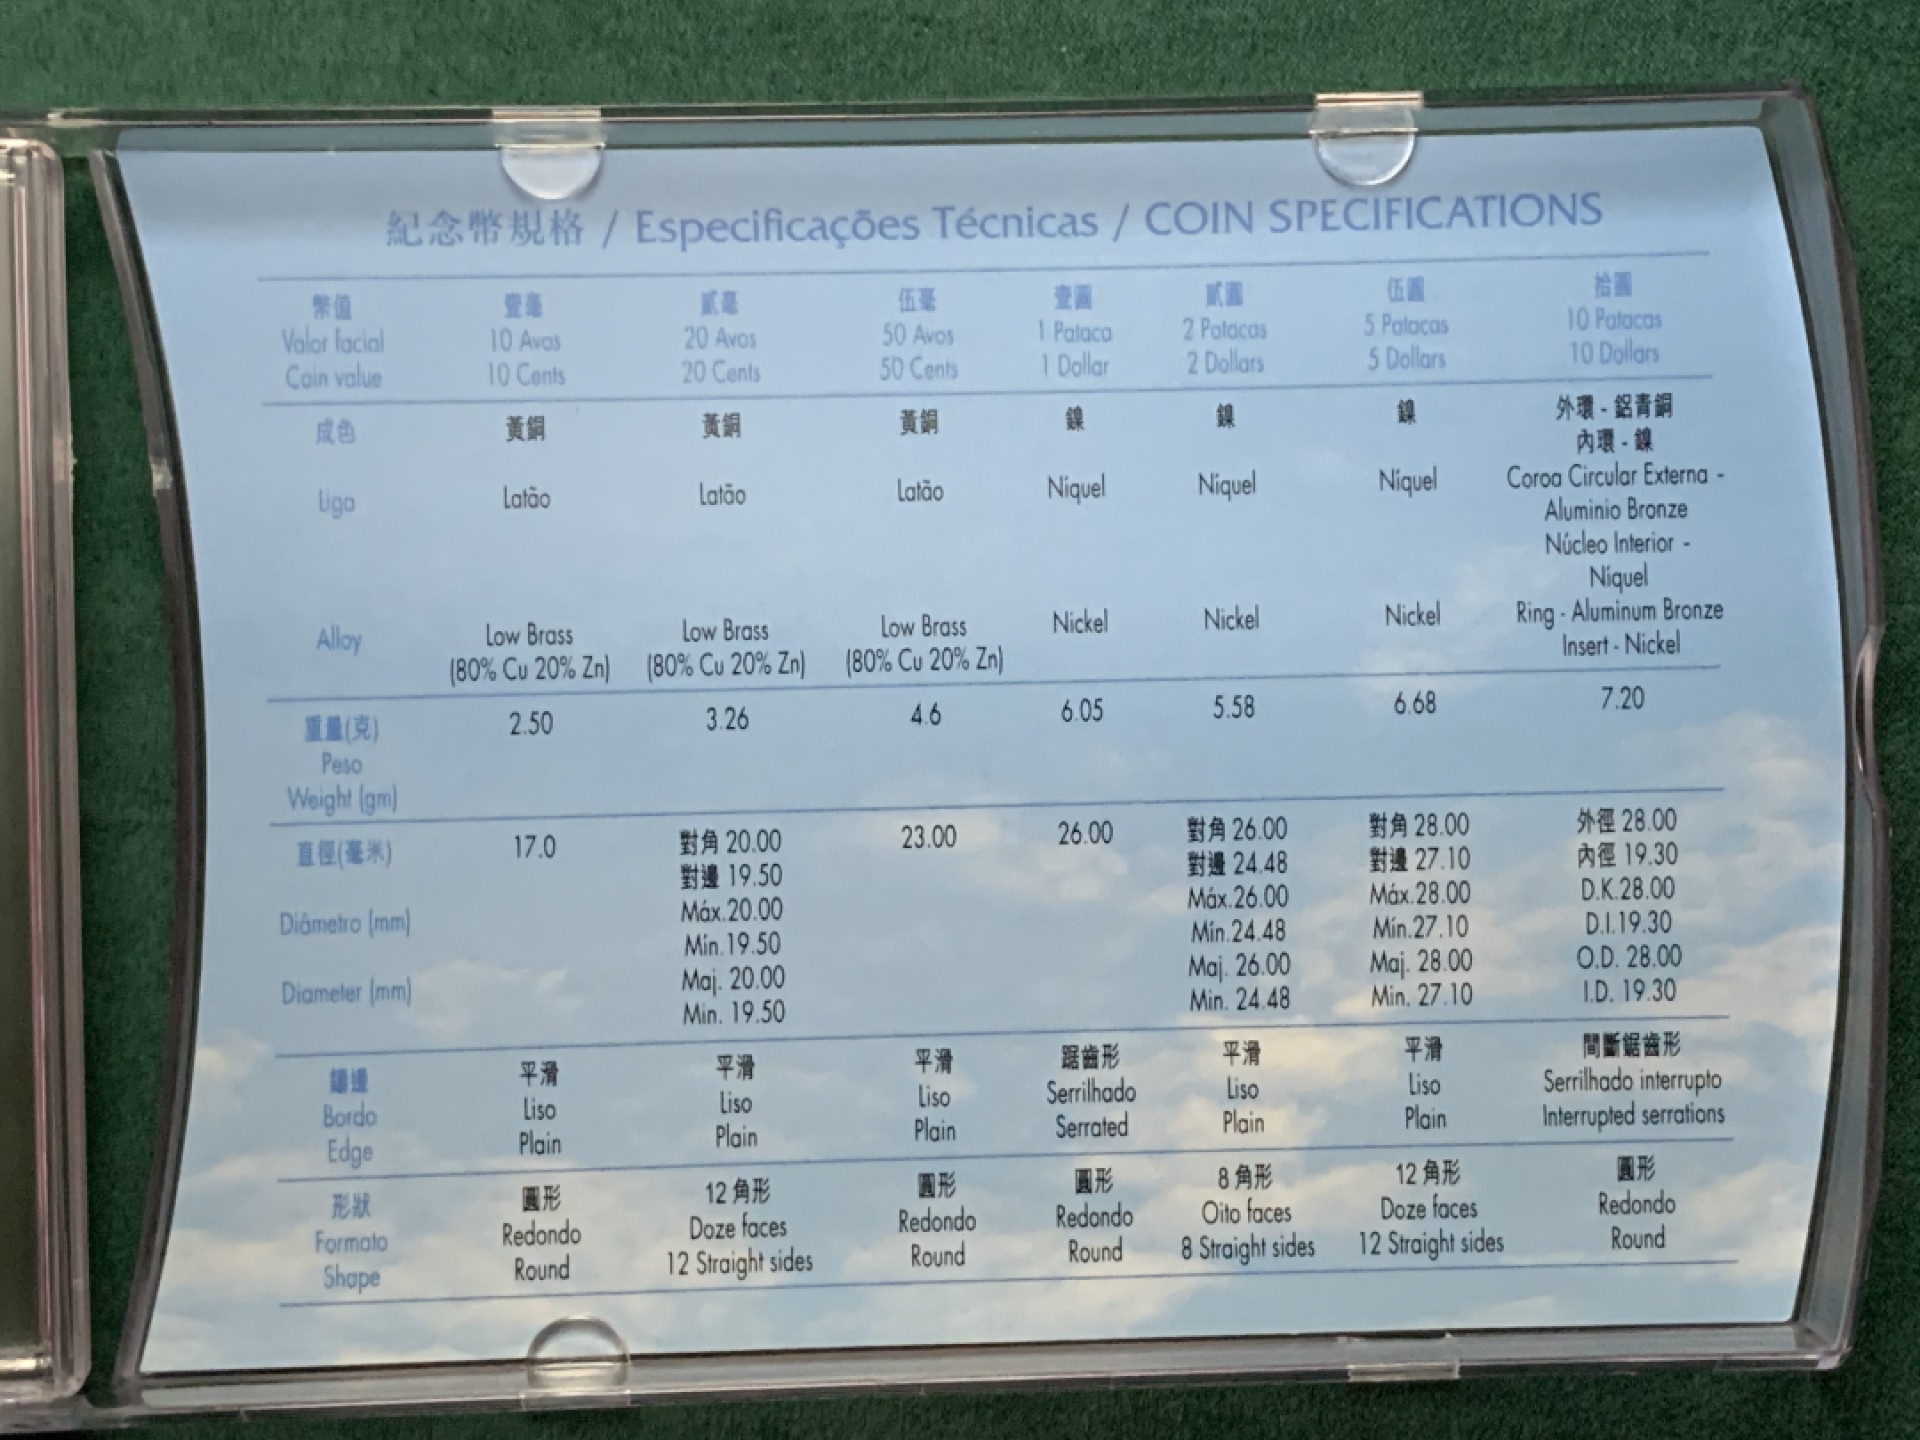 紀念幣規格 / Especificações Técnicas / COIN SPECIFICATIONS
幣值 壹毫 貳毫 伍毫 壹圓 貳圓 伍圓 拾圓
Valor facial 10 Avos 20 Avos 50 Avos 1 Pataca 2 Patacas 5 Patacas 10 Patacas
Coin value 10 Cents 20 Cents 50 Cents 1 Dollar 2 Dollars 5 Dollars 10 Dollars
成色 黃銅 黃銅 黃銅 鎳 鎳 鎳 外環 - 鋁青銅
內環 - 鎳
Liga Latão Latão Latão Níquel Níquel Níquel Coroa Circular Externa -
Aluminio Bronze
Núcleo Interior -
Níquel
Alloy Low Brass Low Brass Low Brass Nickel Nickel Nickel Ring - Aluminum Bronze
(80% Cu 20% Zn) (80% Cu 20% Zn) (80% Cu 20% Zn) Insert - Nickel
重量(克) 2.50 3.26 4.6 6.05 5.58 6.68 7.20
Peso
Weight (gm)
直徑(毫米) 17.0 對角 20.00 23.00 26.00 對角 26.00 對角 28.00 外徑 28.00
對邊 19.50 對邊 24.48 對邊 27.10 內徑 19.30
Diâmetro (mm) Máx.20.00 Máx.26.00 Máx.28.00 D.K.28.00
Mín.19.50 Mín.24.48 Mín.27.10 D.I.19.30
Diameter (mm) Maj. 20.00 Maj. 26.00 Maj. 28.00 O.D. 28.00
Min. 19.50 Min. 24.48 Min. 27.10 I.D. 19.30
平滑 平滑 平滑 踞齒形 平滑 平滑 間斷鋸齒形
Bordo Liso Liso Liso Serrilhado Liso Liso Serrilhado interrupto
Edge Plain Plain Plain Serrated Plain Plain Interrupted serrations
形狀 圓形 12 角形 圓形 圓形 8 角形 12 角形 圓形
Formato Redondo Doze faces Redondo Redondo Oito faces Doze faces Redondo
Shape Round 12 Straight sides Round Round 8 Straight sides 12 Straight sides Round